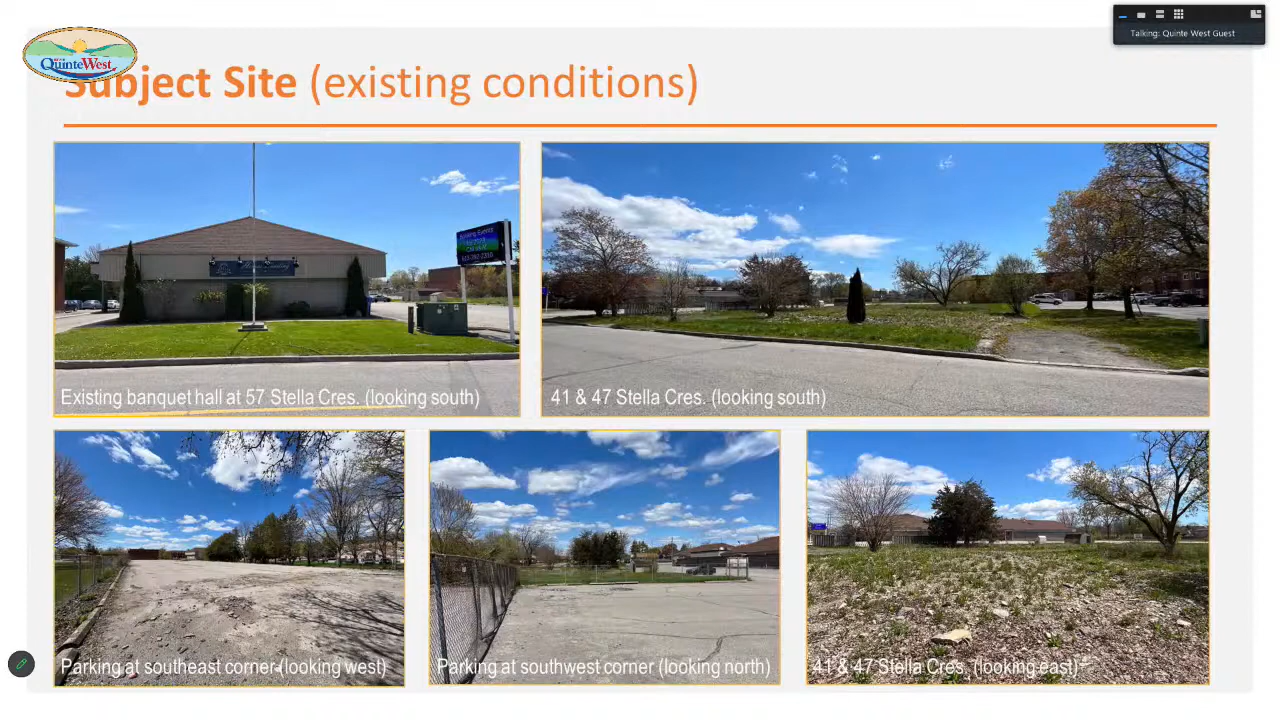 Talking: Quinte West Guest
QuinteWest
Subject Site (existing conditions)
Existing banquet hall at 57 Stella Cres. (looking south)
41 & 47 Stella Cres. (looking south)
Parking at southeast corner (looking west)
Parking at southwest corner (looking north)
41 & 47 Stella Cres. (looking east)